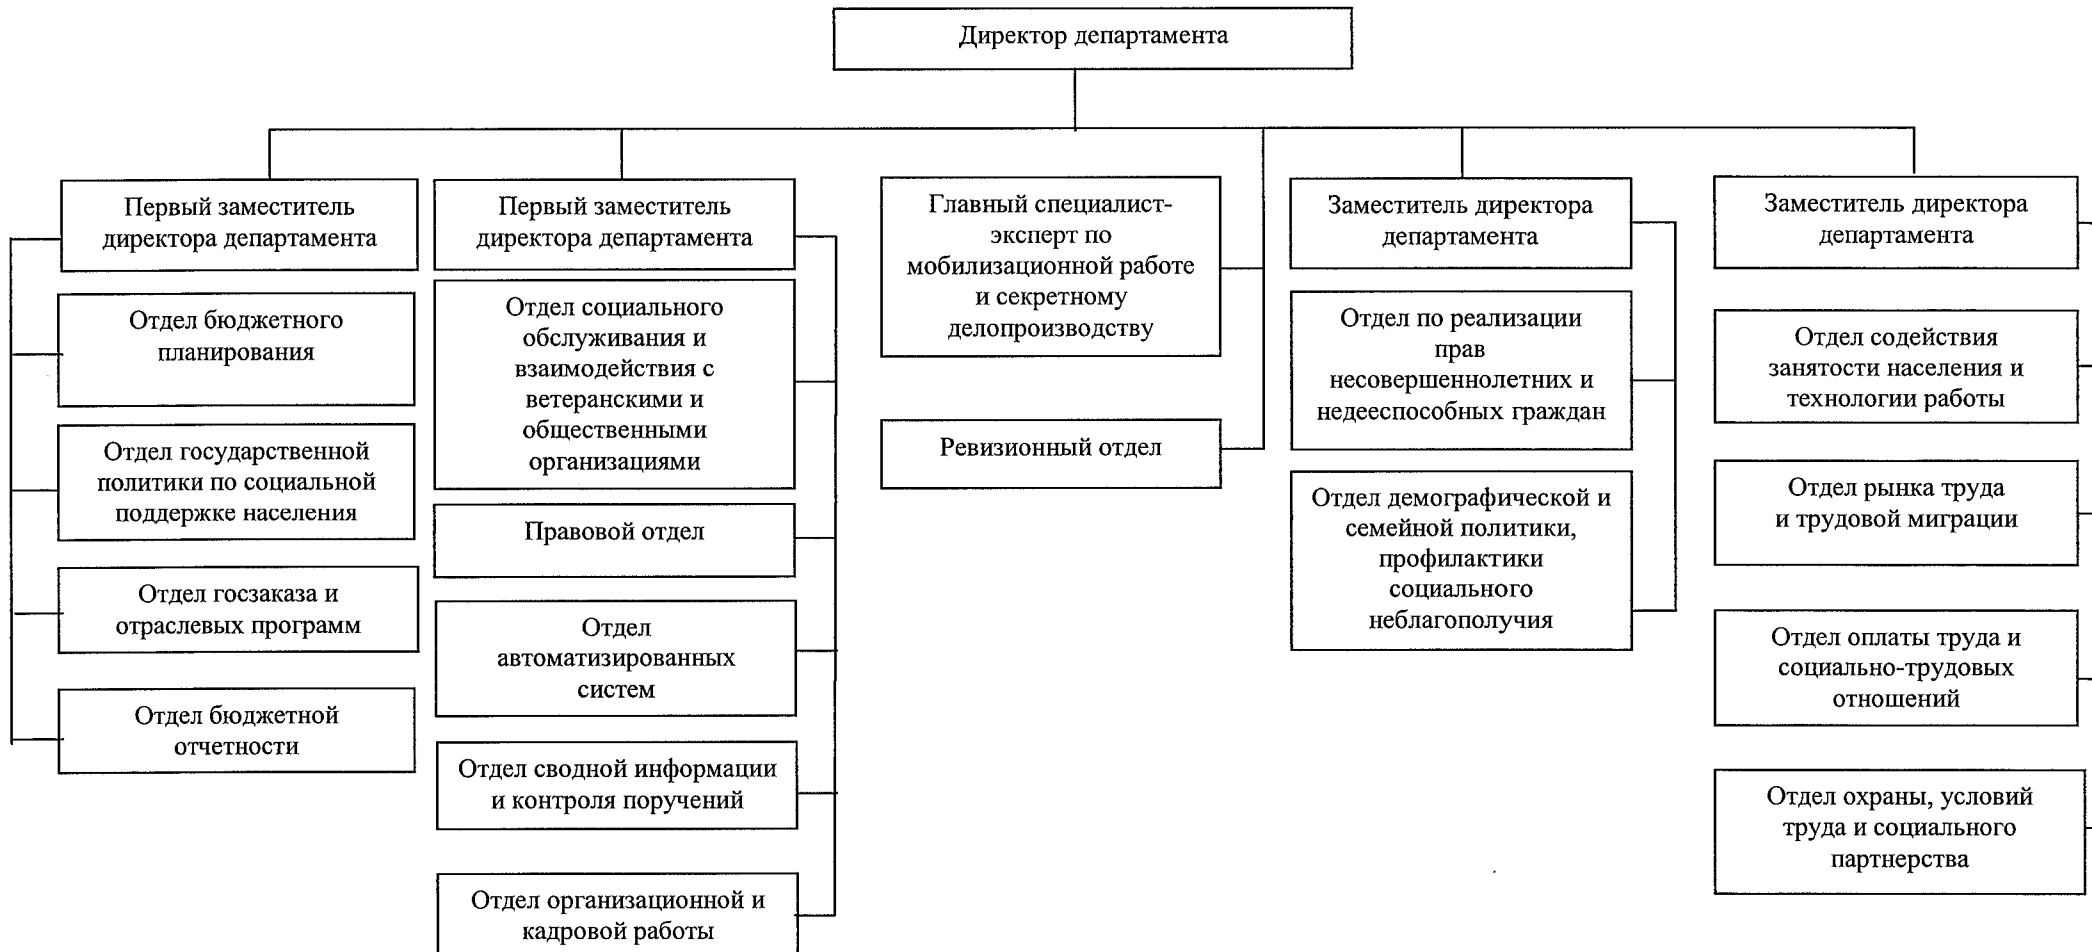 Директор департамента
Первый заместитель
директора департамента
Отдел бюджетного
планирования
Отдел государственной
политики по социальной
поддержке населения
Отдел госзаказа и
отраслевых программ
Отдел бюджетной
отчетности
Первый заместитель
директора департамента
Отдел социального
обслуживания и
взаимодействия с
ветеранскими и
общественными
организациями
Правовой отдел
Отдел
автоматизированных
систем
Отдел сводной информации
и контроля поручений
Отдел организационной и
кадровой работы
Главный специалист-
эксперт по
мобилизационной работе
и секретному
делопроизводству
Ревизионный отдел
Заместитель директора
департамента
Отдел по реализации
прав
несовершеннолетних и
недееспособных граждан
Отдел демографической и
семейной политики,
профилактики
социального
неблагополучия
Заместитель директора
департамента
Отдел содействия
занятости населения и
технологии работы
Отдел рынка труда
и трудовой миграции
Отдел оплаты труда и
социально-трудовых
отношений
Отдел охраны, условий
труда и социального
партнерства